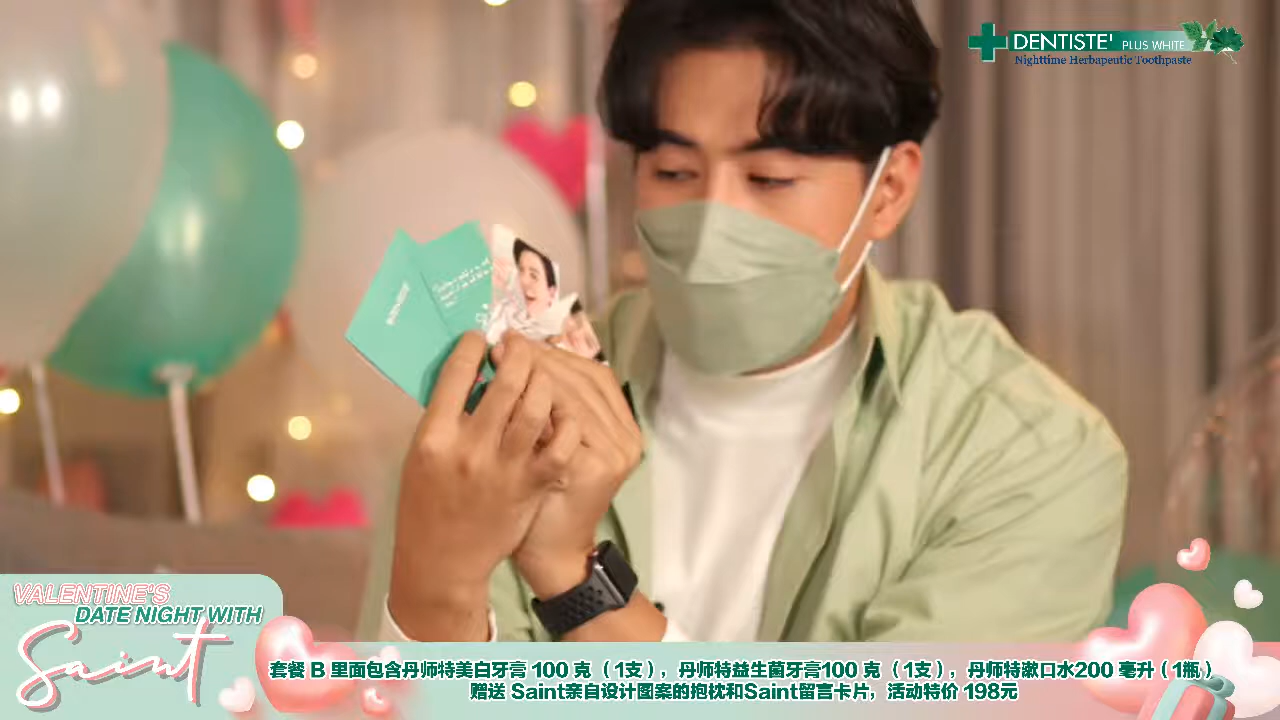 DENTISTE' PLUS WHITE
Nighttime Herbapeutic Toothpaste
VALENTINE'S
DATE NIGHT WITH
Saint
套餐 B 里面包含丹师特美白牙膏 100 克 （1支），丹师特益生菌牙膏100 克 （1支），丹师特漱口水200 毫升（1瓶）
赠送 Saint亲自设计图案的抱枕和Saint留言卡片，活动特价 198元